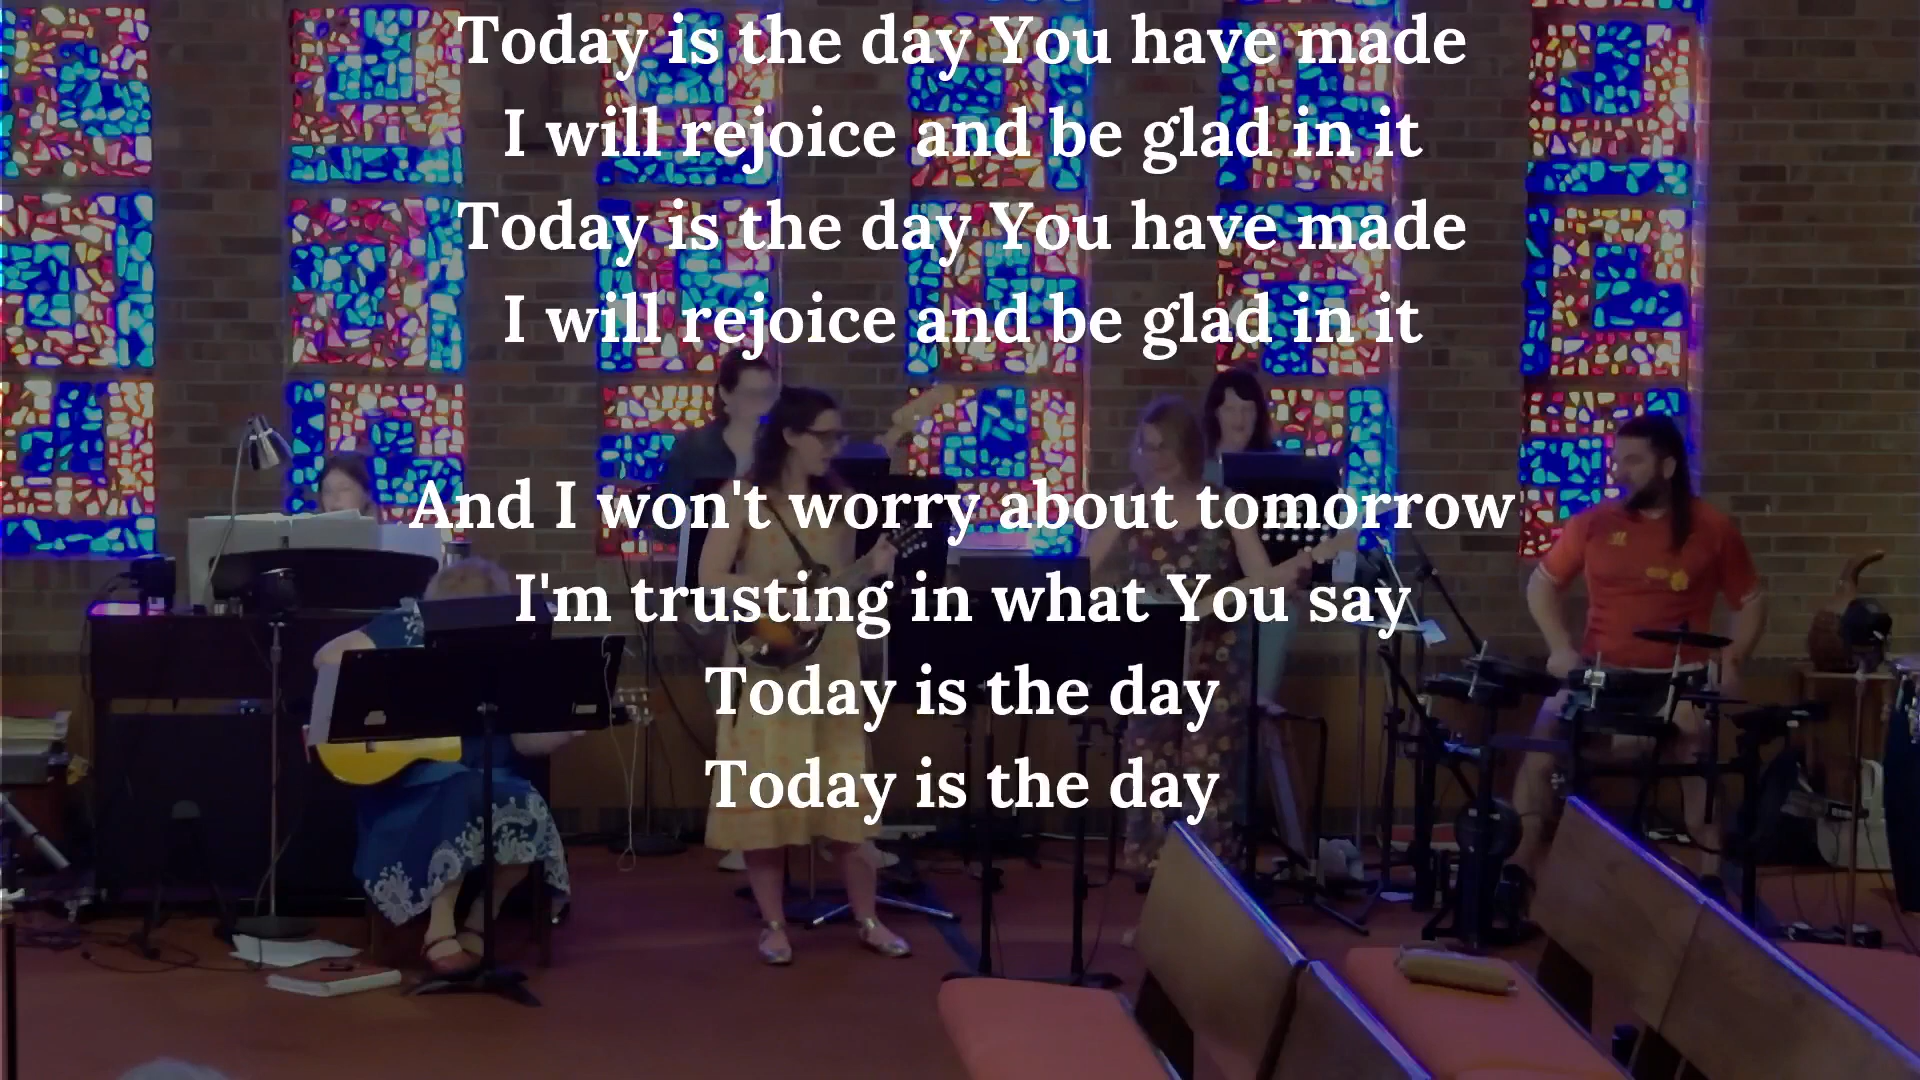 Today is the day You have made
I will rejoice and be glad in it
Today is the day You have made
I will rejoice and be glad in it
And I won't worry about tomorrow
I'm trusting in what You say
Today is the day
Today is the day